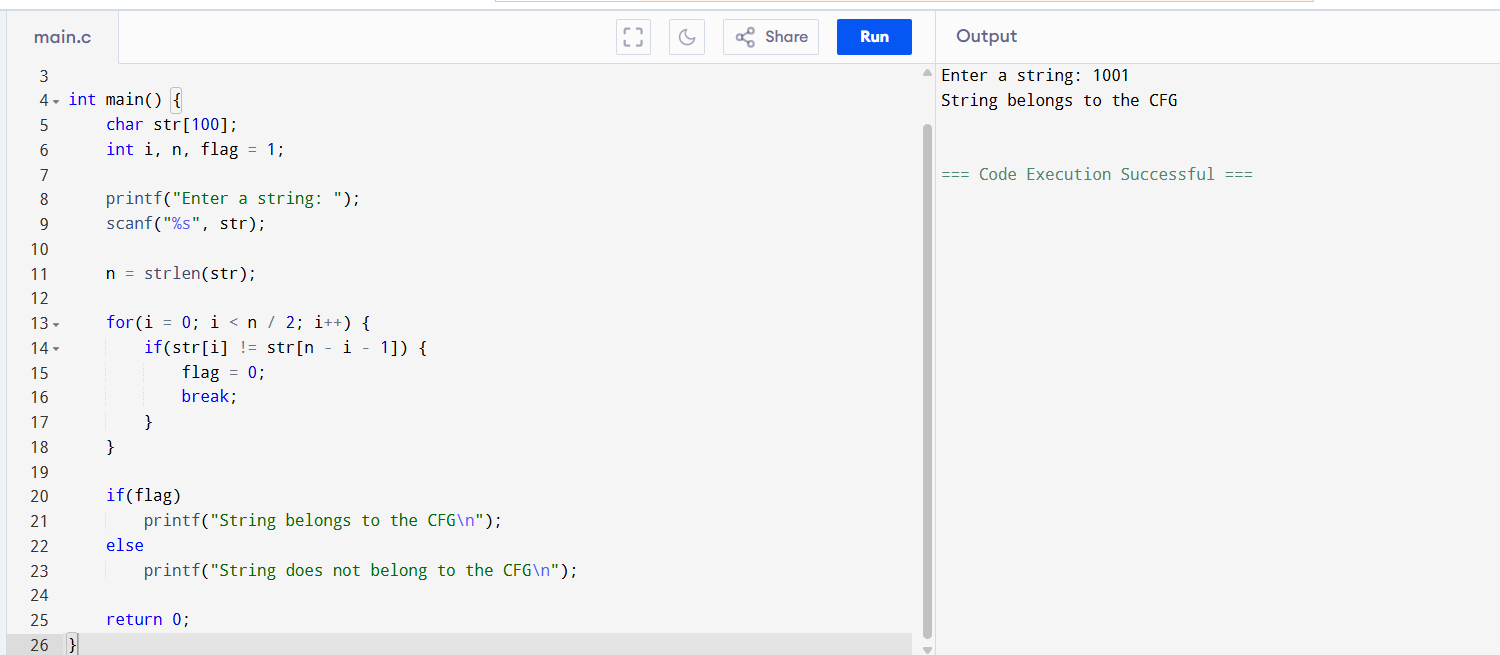 main.c
Share
Run
Output
3
4 int main() {
5 char str[100];
6 int i, n, flag = 1;
7
8 printf("Enter a string: ");
9 scanf("%s", str);
10
11 n = strlen(str);
12
13 for(i = 0; i < n / 2; i++) {
14 if(str[i] != str[n - i - 1]) {
15 flag = 0;
16 break;
17 }
18 }
19
20 if(flag)
21 printf("String belongs to the CFG\n");
22 else
23 printf("String does not belong to the CFG\n");
24
25 return 0;
26 }
Enter a string: 1001
String belongs to the CFG
=== Code Execution Successful ===